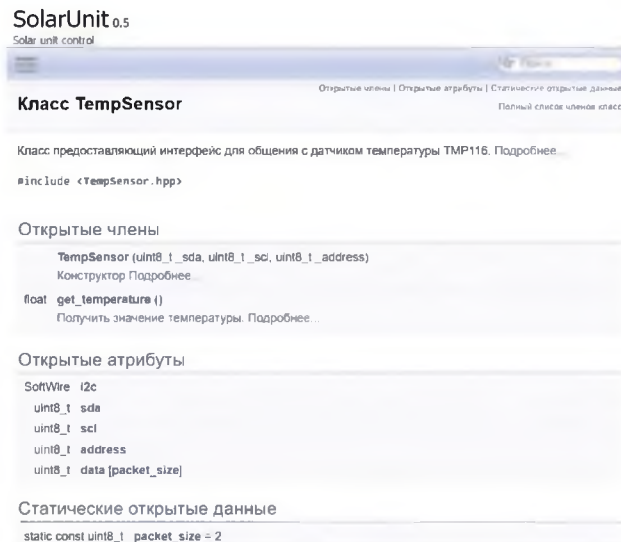 SolarUnit 0.5
Solar unit control
Поиск
Открытые члены | Открытые атрибуты | Статические открытые данные
Класс TempSensor
Полный список членов класс
Класс предоставляющий интерфейс для общения с датчиком температуры TMP116. Подробнее...
#include <TempSensor.hpp>
Открытые члены
TempSensor (uint8_t _sda, uint8_t _scl, uint8_t _address)
Конструктор Подробнее...
float get_temperature ()
Получить значение температуры. Подробнее...
Открытые атрибуты
SoftWire i2c
uint8_t sda
uint8_t scl
uint8_t address
uint8_t data [packet_size]
Статические открытые данные
static const uint8_t packet_size = 2